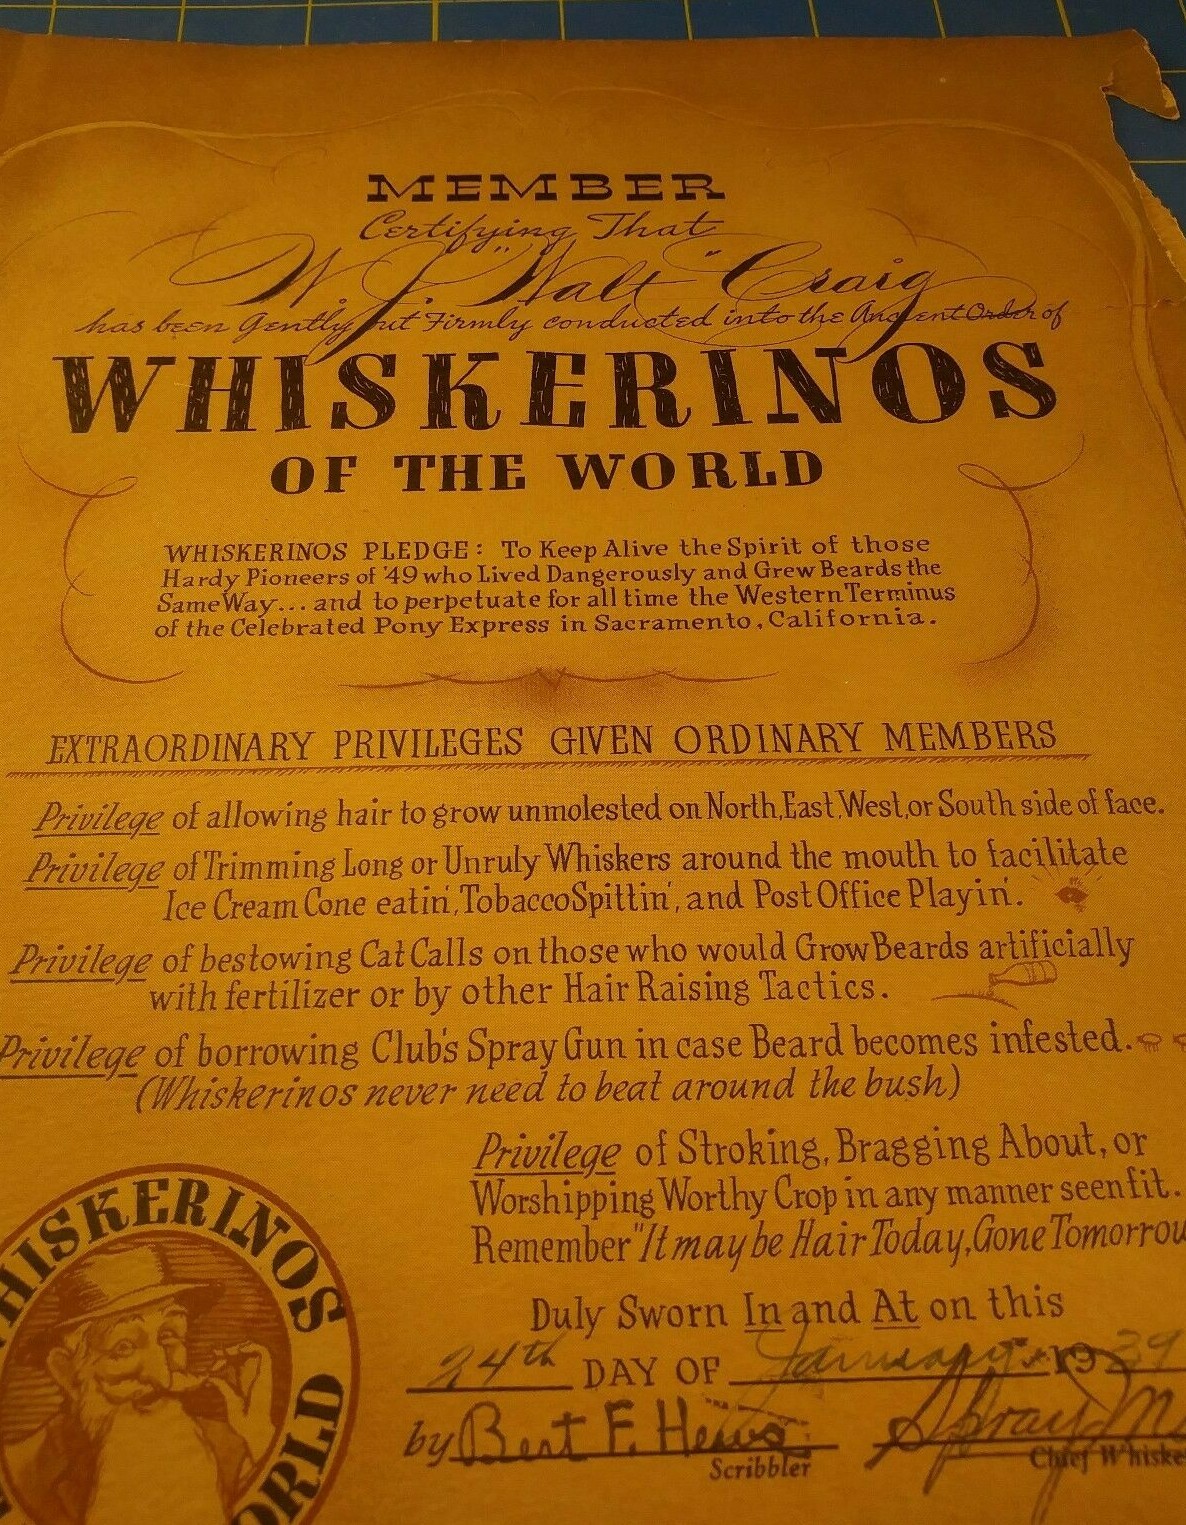 MEMBER
Certifying That
W. J. "Walt" Craig
has been Gently but Firmly conducted into the Ancient Order of
WHISKERINOS
OF THE WORLD
WHISKERINOS PLEDGE: To Keep Alive the Spirit of those
Hardy Pioneers of '49 who Lived Dangerously and Grew Beards the
Same Way... and to perpetuate for all time the Western Terminus
of the Celebrated Pony Express in Sacramento, California.
EXTRAORDINARY PRIVILEGES GIVEN ORDINARY MEMBERS
Privilege of allowing hair to grow unmolested on North, East, West, or South side of face.
Privilege of Trimming Long or Unruly Whiskers around the mouth to facilitate
Ice Cream Cone eatin', Tobacco Spittin', and Post Office Playin'.
Privilege of bestowing Cat Calls on those who would Grow Beards artificially
with fertilizer or by other Hair Raising Tactics.
Privilege of borrowing Club's Spray Gun in case Beard becomes infested.
(Whiskerinos never need to beat around the bush)
Privilege of Stroking, Bragging About, or
Worshipping Worthy Crop in any manner seen fit.
Remember "It may be Hair Today, Gone Tomorrow
WHISKERINOS
WORLD
Duly Sworn In and At on this
24th DAY OF January 1939
by Bert F. Hews
Scribbler
Chief Whiske